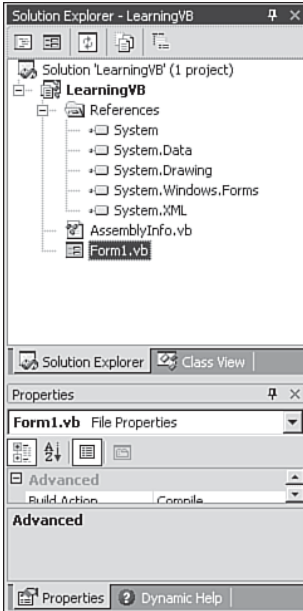 Solution Explorer - LearningVB
Solution 'LearningVB' (1 project)
LearningVB
References
System
System.Data
System.Drawing
System.Windows.Forms
System.XML
AssemblyInfo.vb
Form1.vb
Solution Explorer Class View
Properties
Form1.vb File Properties
Advanced
Build Action Compile
Advanced
Properties Dynamic Help